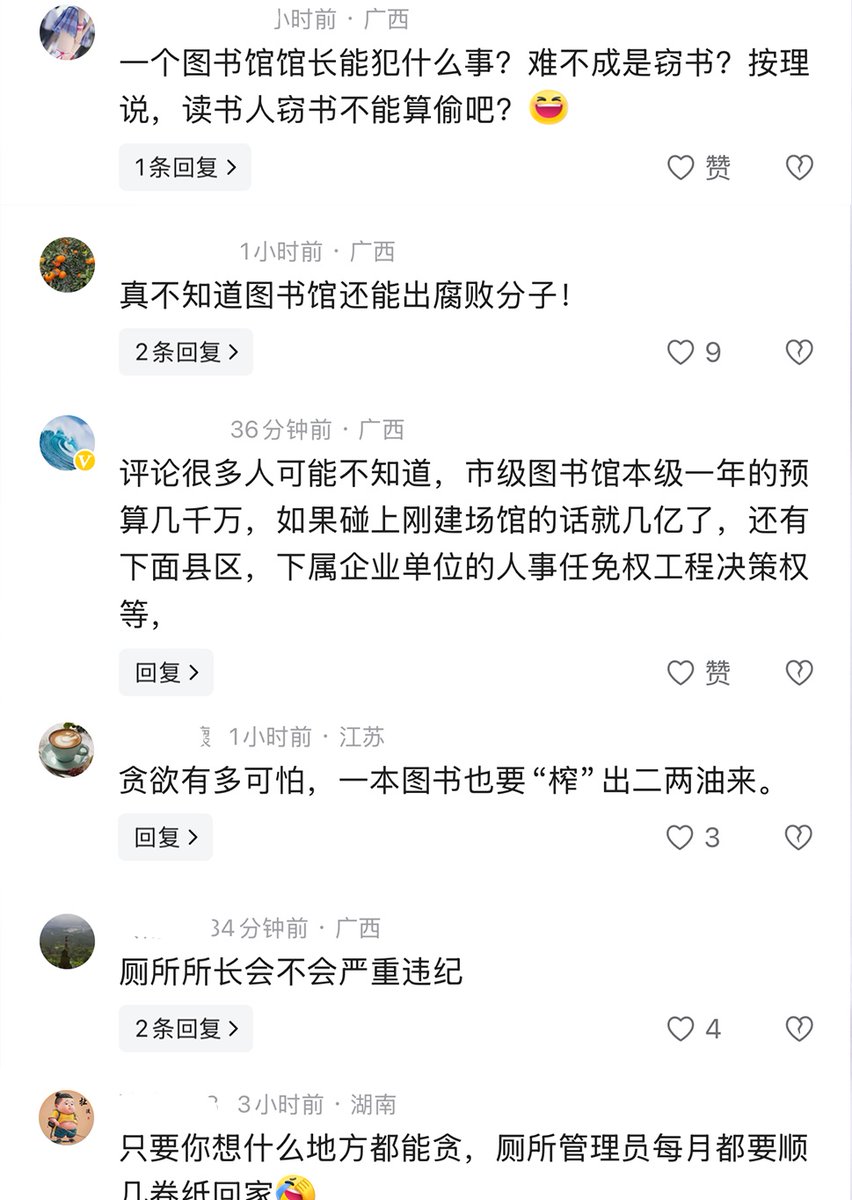 小时前 · 广西
一个图书馆馆长能犯什么事？难不成是窃书？按理
说，读书人窃书不能算偷吧？😆
1条回复 >
赞
1小时前 · 广西
真不知道图书馆还能出腐败分子！
2条回复 >
9
36分钟前 · 广西
V
评论很多人可能不知道，市级图书馆本级一年的预
算几千万，如果碰上刚建场馆的话就几亿了，还有
下面县区，下属企业单位的人事任免权工程决策权
等，
回复 >
赞
1小时前 · 江苏
贪欲有多可怕，一本图书也要“榨”出二两油来。
回复 >
3
34分钟前 · 广西
厕所所长会不会严重违纪
2条回复 >
4
3小时前 · 湖南
只要你想什么地方都能贪，厕所管理员每月都要顺
几卷纸回家🤣